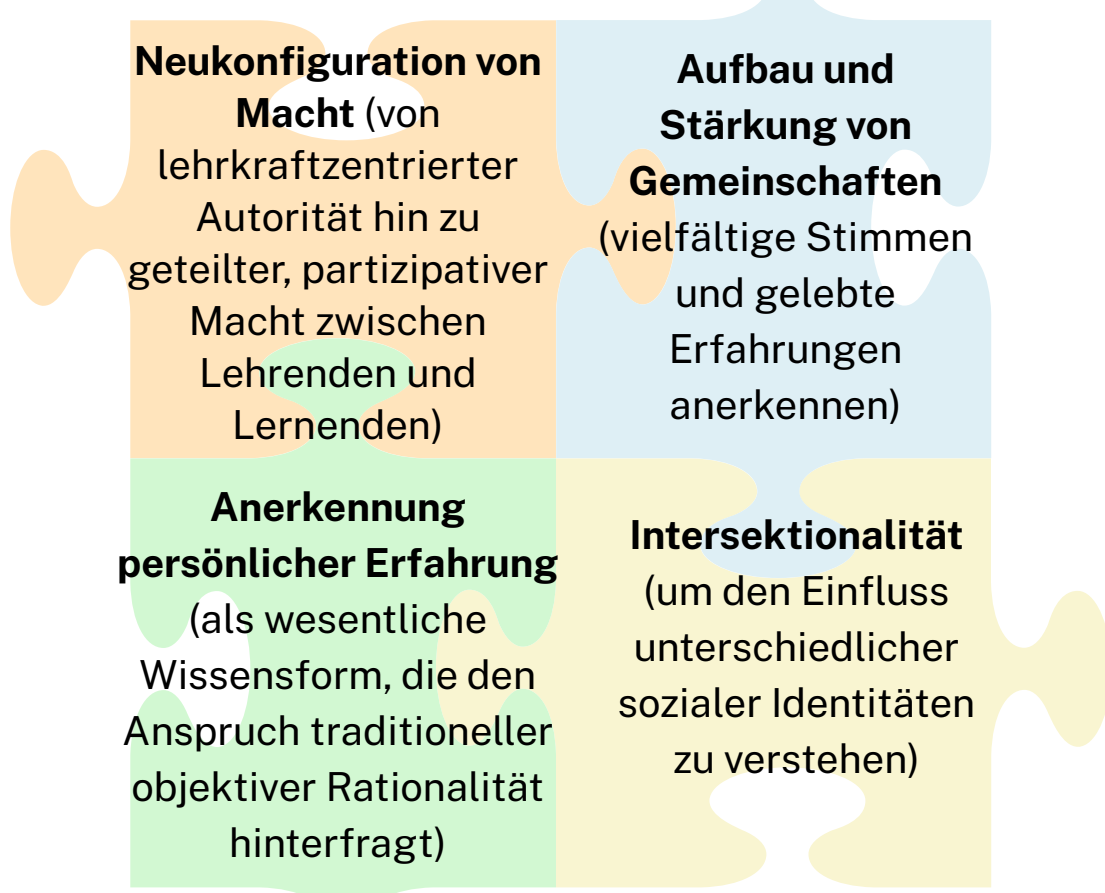 Neukonfiguration von
Macht (von
lehrkraftzentrierter
Autorität hin zu
geteilter, partizipativer
Macht zwischen
Lehrenden und
Lernenden)
Aufbau und
Stärkung von
Gemeinschaften
(vielfältige Stimmen
und gelebte
Erfahrungen
anerkennen)
Anerkennung
persönlicher Erfahrung
(als wesentliche
Wissensform, die den
Anspruch traditioneller
objektiver Rationalität
hinterfragt)
Intersektionalität
(um den Einfluss
unterschiedlicher
sozialer Identitäten
zu verstehen)